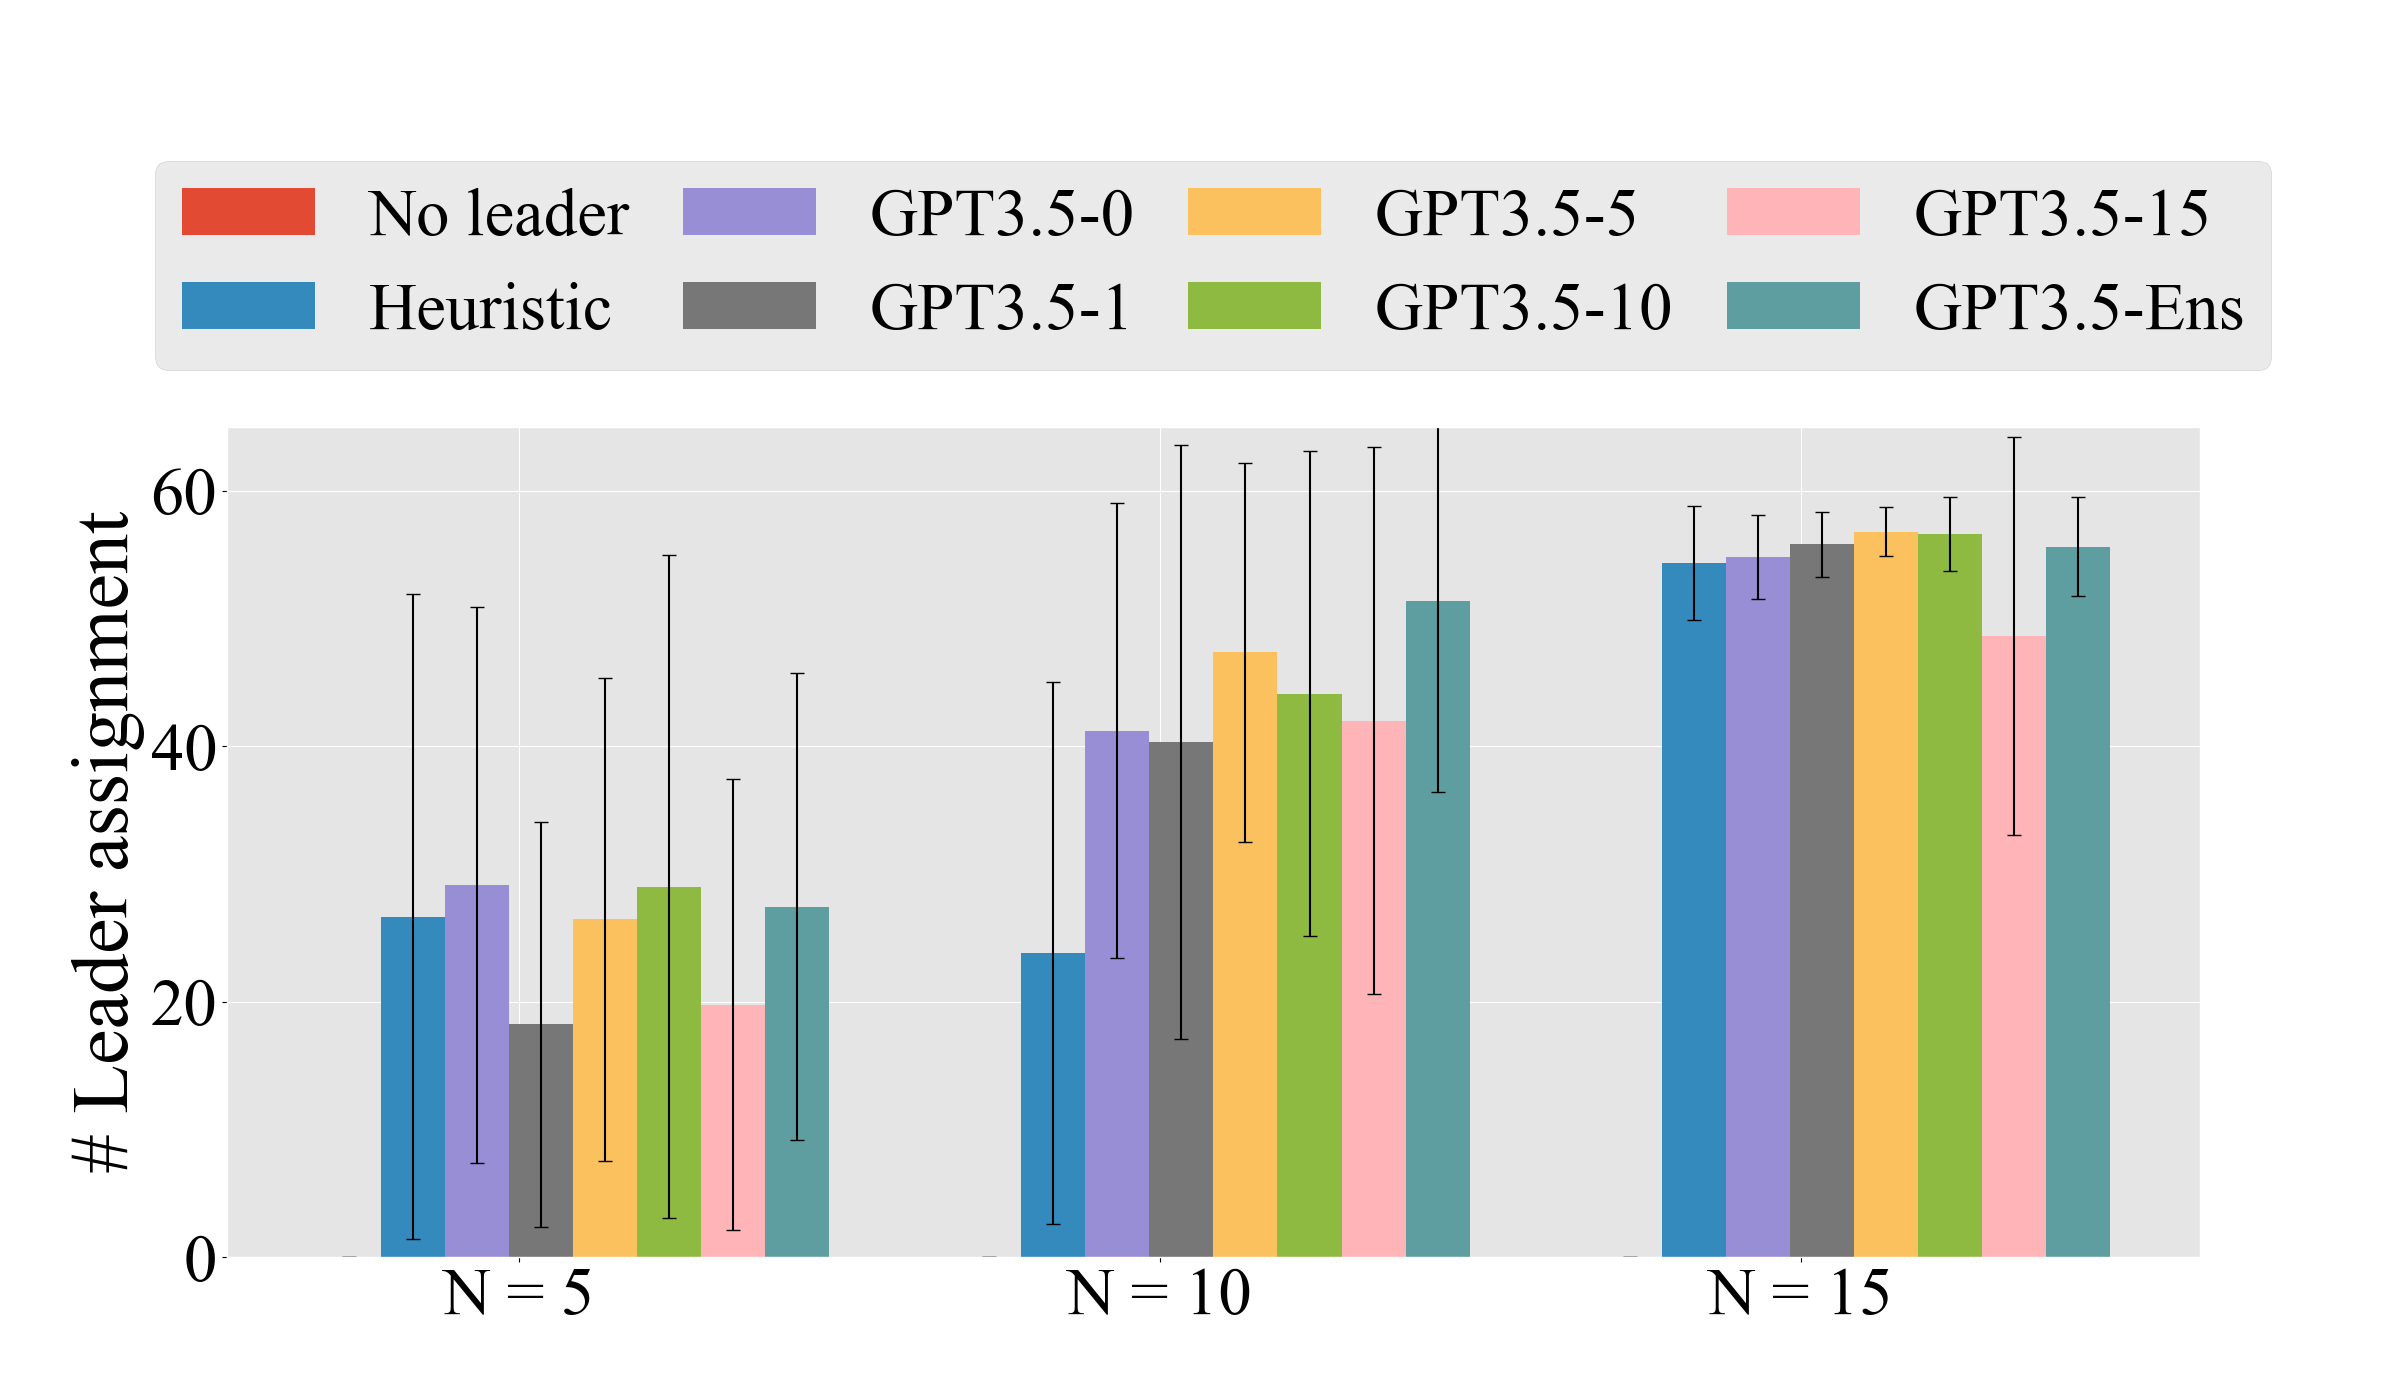 No leader GPT3.5-0 GPT3.5-5 GPT3.5-15
Heuristic GPT3.5-1 GPT3.5-10 GPT3.5-Ens
# Leader assignment
60
40
20
0
N = 5 N = 10 N = 15